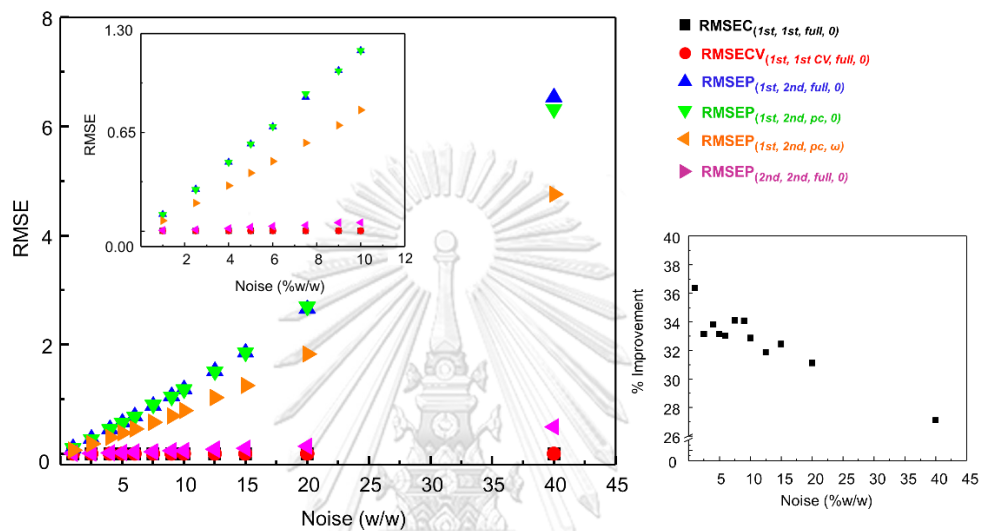 8
6
4
2
0
RMSE
5 10 15 20 25 30 35 40 45
Noise (w/w)
1.30
0.65
0.00
RMSE
2 4 6 8 10 12
Noise (%w/w)
RMSEC(1st, 1st, full, 0)
RMSECV(1st, 1st CV, full, 0)
RMSEP(1st, 2nd, full, 0)
RMSEP(1st, 2nd, pc, 0)
RMSEP(1st, 2nd, pc, ω)
RMSEP(2nd, 2nd, full, 0)
40
38
36
34
32
30
28
26
0
% Improvement
5 10 15 20 25 30 35 40 45
Noise (%w/w)